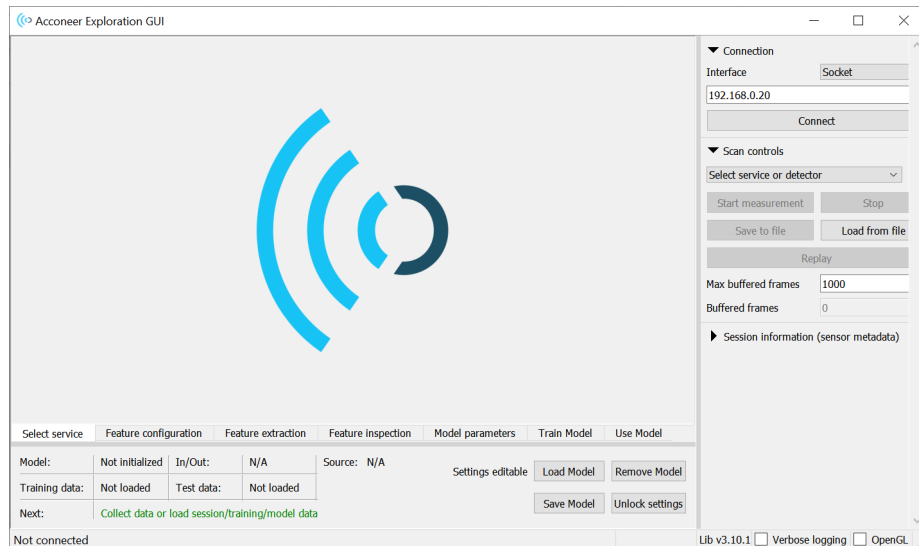 Acconeer Exploration GUI
Connection
Interface Socket
192.168.0.20
Connect
Scan controls
Select service or detector
Start measurement Stop
Save to file Load from file
Replay
Max buffered frames 1000
Buffered frames 0
Session information (sensor metadata)
Select service Feature configuration Feature extraction Feature inspection Model parameters Train Model Use Model
Model: Not initialized In/Out: N/A Source: N/A Settings editable Load Model Remove Model
Training data: Not loaded Test data: Not loaded
Next: Collect data or load session/training/model data Save Model Unlock settings
Not connected Lib v3.10.1 Verbose logging OpenGL